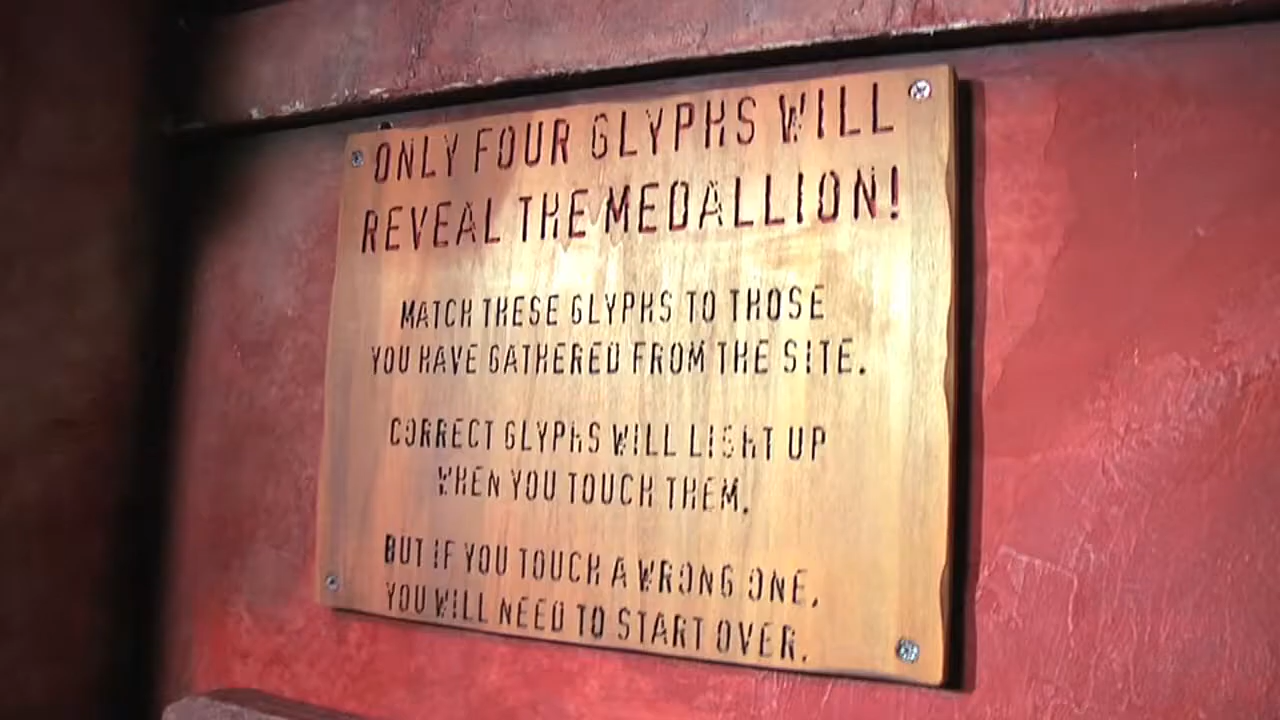 ONLY FOUR GLYPHS WILL
REVEAL THE MEDALLION!
MATCH THESE GLYPHS TO THOSE
YOU HAVE GATHERED FROM THE SITE.
CORRECT GLYPHS WILL LIGHT UP
WHEN YOU TOUCH THEM.
BUT IF YOU TOUCH A WRONG ONE,
YOU WILL NEED TO START OVER.